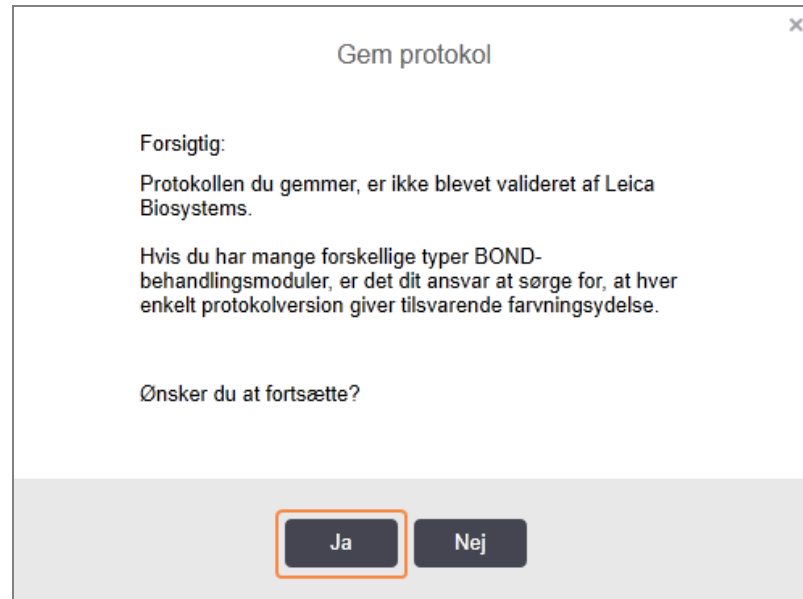 Gem protokol
Forsigtig:
Protokollen du gemmer, er ikke blevet valideret af Leica
Biosystems.
Hvis du har mange forskellige typer BOND-
behandlingsmoduler, er det dit ansvar at sørge for, at hver
enkelt protokolversion giver tilsvarende farvningsydelse.
Ønsker du at fortsætte?
Ja
Nej